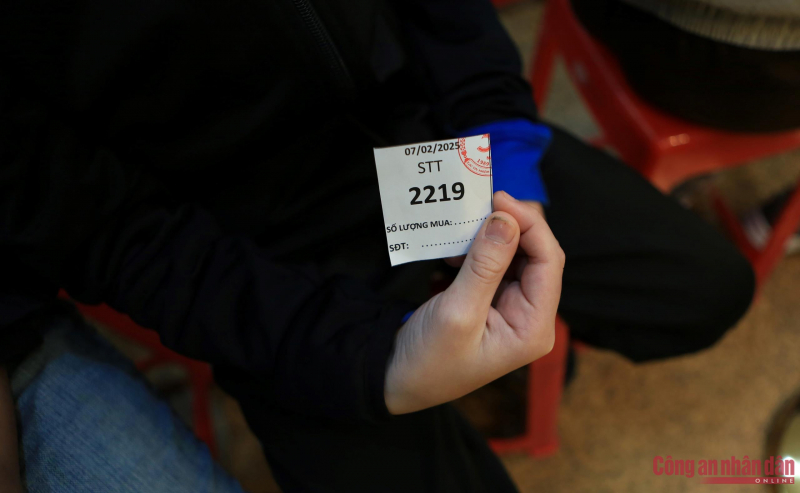 07/02/2025
STT
2219
SỐ LƯỢNG MUA: ........
SĐT: ............
Công an nhân dân
ONLINE